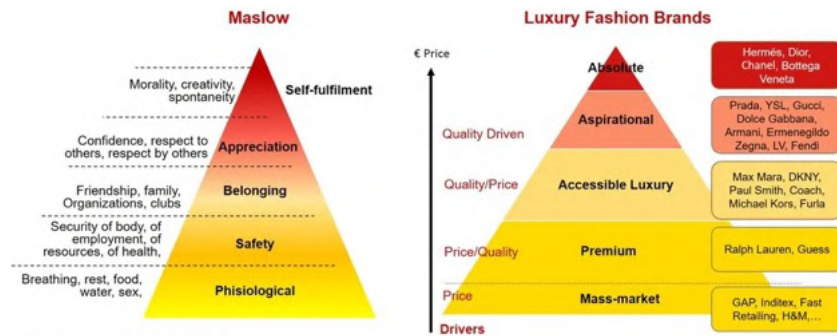 Maslow
Morality, creativity,
spontaneity
Self-fulfilment
Confidence, respect to
others, respect by others
Appreciation
Friendship, family,
Organizations, clubs
Belonging
Security of body, of
employment, of
resources, of health,
Safety
Breathing, rest, food,
water, sex,
Phisiological
Luxury Fashion Brands
€ Price
Absolute
Hermés, Dior,
Chanel, Bottega
Veneta
Quality Driven
Aspirational
Prada, YSL, Gucci,
Dolce Gabbana,
Armani, Ermenegildo
Zegna, LV, Fendi
Quality/Price
Accessible Luxury
Max Mara, DKNY,
Paul Smith, Coach,
Michael Kors, Furla
Price/Quality
Premium
Ralph Lauren, Guess
Price
Mass-market
GAP, Inditex, Fast
Retailing, H&M,...
Drivers